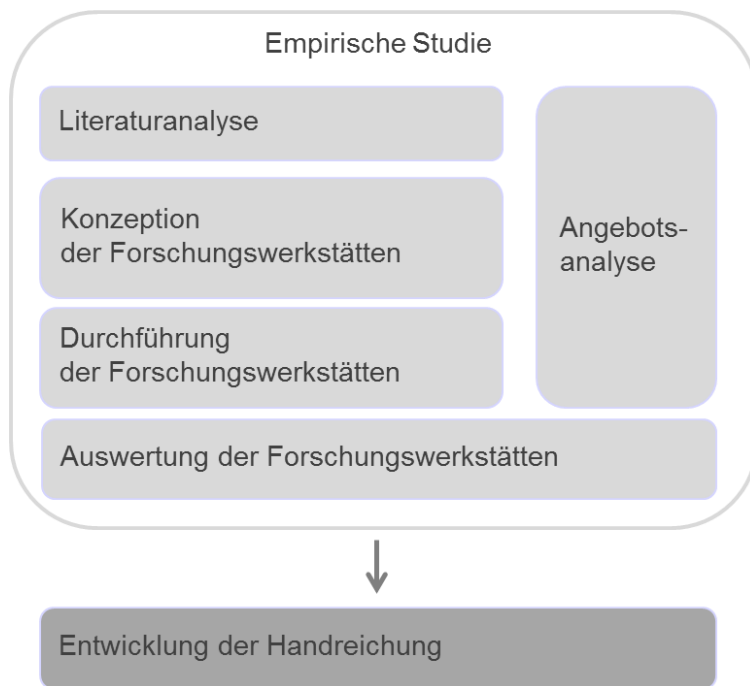 Empirische Studie
Literaturanalyse
Konzeption
der Forschungswerkstätten
Durchführung
der Forschungswerkstätten
Angebots-
analyse
Auswertung der Forschungswerkstätten
Entwicklung der Handreichung